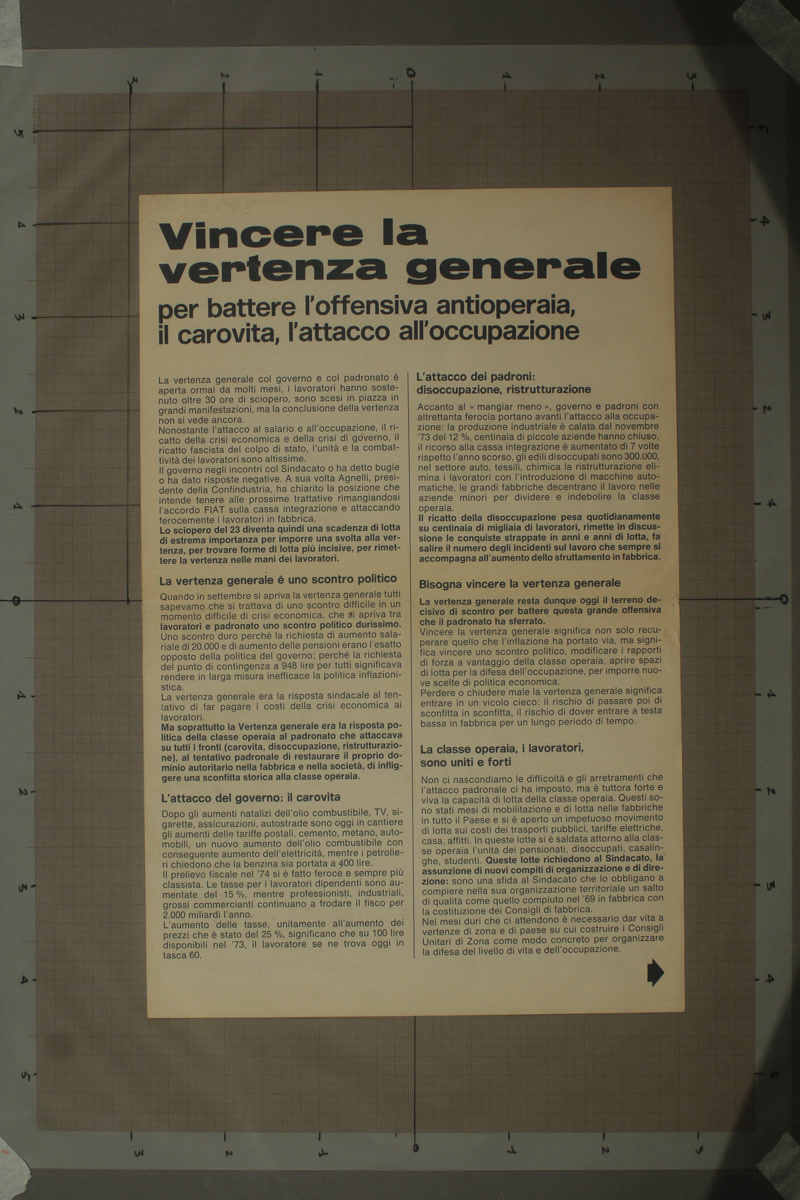 Vincere la
vertenza generale
per battere l'offensiva antioperaia,
il carovita, l'attacco all'occupazione
La vertenza generale col governo e col padronato è
aperta ormai da molti mesi, i lavoratori hanno soste-
nuto oltre 30 ore di sciopero, sono scesi in piazza in
grandi manifestazioni, ma la conclusione della vertenza
non si vede ancora.
Nonostante l'attacco al salario e all'occupazione, il ri-
catto della crisi economica e della crisi di governo, il
ricatto fascista del colpo di stato, l'unità e la combat-
tività dei lavoratori sono altissime.
Il governo negli incontri col Sindacato o ha detto bugie
o ha dato risposte negative. A sua volta Agnelli, presi-
dente della Confindustria, ha chiarito la posizione che
intende tenere alle prossime trattative rimangiandosi
l'accordo FIAT sulla cassa integrazione e attaccando
ferocemente i lavoratori in fabbrica.
Lo sciopero del 23 diventa quindi una scadenza di lotta
di estrema importanza per imporre una svolta alla ver-
tenza, per trovare forme di lotta più incisive, per rimet-
tere la vertenza nelle mani dei lavoratori.
La vertenza generale è uno scontro politico
Quando in settembre si apriva la vertenza generale tutti
sapevamo che si trattava di uno scontro difficile in un
momento difficile di crisi economica, che si apriva tra
lavoratori e padronato uno scontro politico durissimo.
Uno scontro duro perché la richiesta di aumento sala-
riale di 20.000 e di aumento delle pensioni erano l'esatto
opposto della politica del governo; perché la richiesta
del punto di contingenza a 948 lire per tutti significava
rendere in larga misura inefficace la politica inflazioni-
stica.
La vertenza generale era la risposta sindacale al ten-
tativo di far pagare i costi della crisi economica ai
lavoratori.
Ma soprattutto la Vertenza generale era la risposta po-
litica della classe operaia al padronato che attaccava
su tutti i fronti (carovita, disoccupazione, ristrutturazio-
ne), al tentativo padronale di restaurare il proprio do-
minio autoritario nella fabbrica e nella società, di inflig-
gere una sconfitta storica alla classe operaia.
L'attacco del governo: il carovita
Dopo gli aumenti natalizi dell'olio combustibile, TV, si-
garette, assicurazioni, autostrade sono oggi in cantiere
gli aumenti delle tariffe postali, cemento, metano, auto-
mobili, un nuovo aumento dell'olio combustibile con
conseguente aumento dell'elettricità, mentre i petrolie-
ri chiedono che la benzina sia portata a 400 lire.
Il prelievo fiscale nel '74 si è fatto feroce e sempre più
classista. Le tasse per i lavoratori dipendenti sono au-
mentate del 15 %, mentre professionisti, industriali,
grossi commercianti continuano a frodare il fisco per
2.000 miliardi l'anno.
L'aumento delle tasse, unitamente all'aumento dei
prezzi che è stato del 25 %, significano che su 100 lire
disponibili nel '73, il lavoratore se ne trova oggi in
tasca 60.
L'attacco dei padroni:
disoccupazione, ristrutturazione
Accanto al « mangiar meno », governo e padroni con
altrettanta ferocia portano avanti l'attacco alla occupa-
zione: la produzione industriale è calata dal novembre
'73 del 12 %, centinaia di piccole aziende hanno chiuso,
il ricorso alla cassa integrazione è aumentato di 7 volte
rispetto l'anno scorso, gli edili disoccupati sono 300.000,
nel settore auto, tessili, chimica la ristrutturazione eli-
mina i lavoratori con l'introduzione di macchine auto-
matiche, le grandi fabbriche decentrano il lavoro nelle
aziende minori per dividere e indebolire la classe
operaia.
Il ricatto della disoccupazione pesa quotidianamente
su centinaia di migliaia di lavoratori, rimette in discus-
sione le conquiste strappate in anni e anni di lotta, fa
salire il numero degli incidenti sul lavoro che sempre si
accompagna all'aumento dello sfruttamento in fabbrica.
Bisogna vincere la vertenza generale
La vertenza generale resta dunque oggi il terreno de-
cisivo di scontro per battere questa grande offensiva
che il padronato ha sferrato.
Vincere la vertenza generale significa non solo recu-
perare quello che l'inflazione ha portato via, ma signi-
fica vincere uno scontro politico, modificare i rapporti
di forza a vantaggio della classe operaia, aprire spazi
di lotta per la difesa dell'occupazione, per imporre nuo-
ve scelte di politica economica.
Perdere o chiudere male la vertenza generale significa
entrare in un vicolo cieco: il rischio di passare poi di
sconfitta in sconfitta, il rischio di dover entrare a testa
bassa in fabbrica per un lungo periodo di tempo.
La classe operaia, i lavoratori,
sono uniti e forti
Non ci nascondiamo le difficoltà e gli arretramenti che
l'attacco padronale ci ha imposto, ma è tuttora forte e
viva la capacità di lotta della classe operaia. Questi so-
no stati mesi di mobilitazione e di lotta nelle fabbriche
in tutto il Paese e si è aperto un impetuoso movimento
di lotta sui costi dei trasporti pubblici, tariffe elettriche,
casa, affitti. In queste lotte si è saldata attorno alla clas-
se operaia l'unità dei pensionati, disoccupati, casalin-
ghe, studenti. Queste lotte richiedono al Sindacato, la
assunzione di nuovi compiti di organizzazione e di dire-
zione: sono una sfida al Sindacato che lo obbligano a
compiere nella sua organizzazione territoriale un salto
di qualità come quello compiuto nel '69 in fabbrica con
la costituzione dei Consigli di fabbrica.
Nei mesi duri che ci attendono è necessario dar vita a
vertenze di zona e di paese su cui costruire i Consigli
Unitari di Zona come modo concreto per organizzare
la difesa del livello di vita e dell'occupazione.